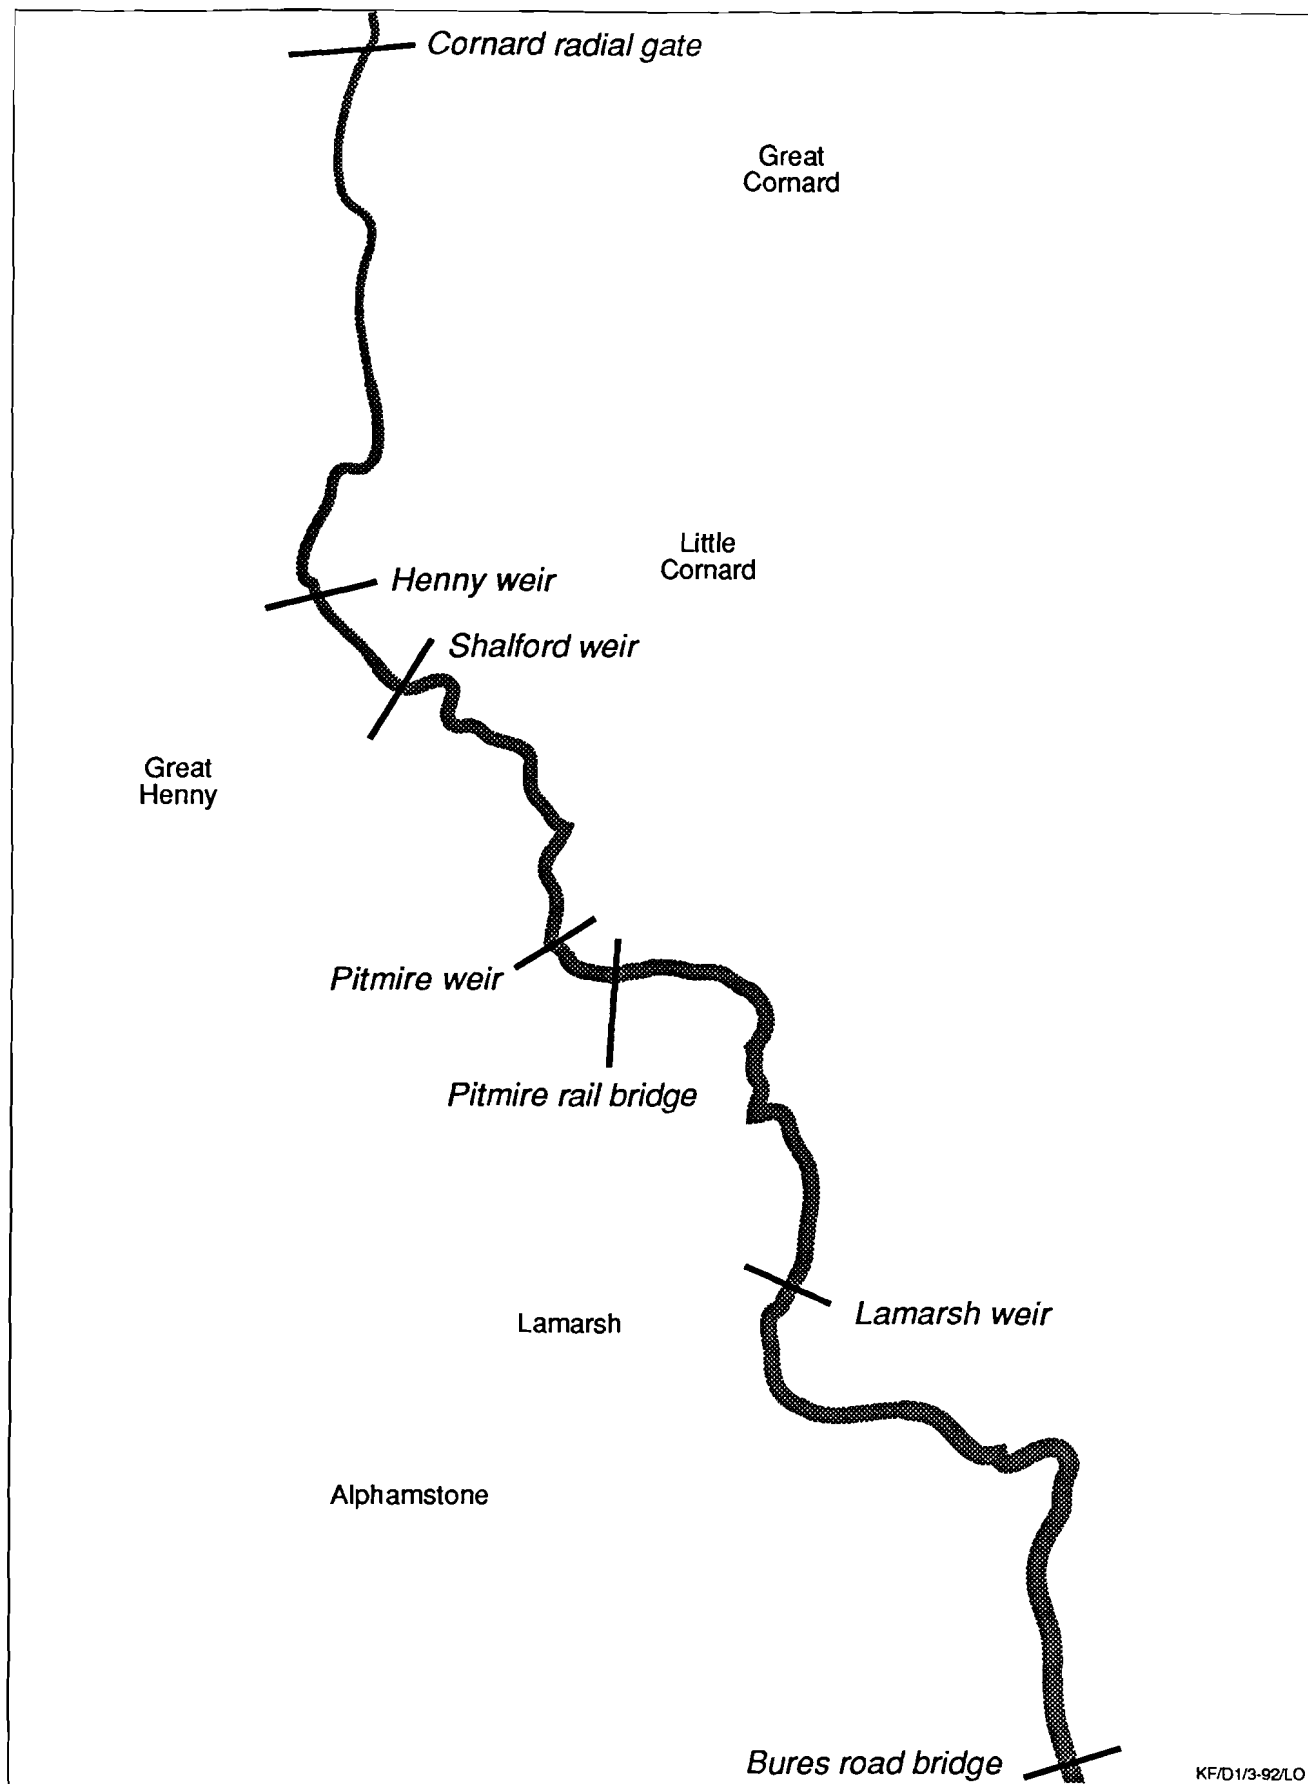 Cornard radial gate
Great
Cornard
Little
Cornard
Henny weir
Shalford weir
Great
Henny
Pitmire weir
Pitmire rail bridge
Lamarsh weir
Lamarsh
Alphamstone
Bures road bridge
KF/D1/3-92/LO